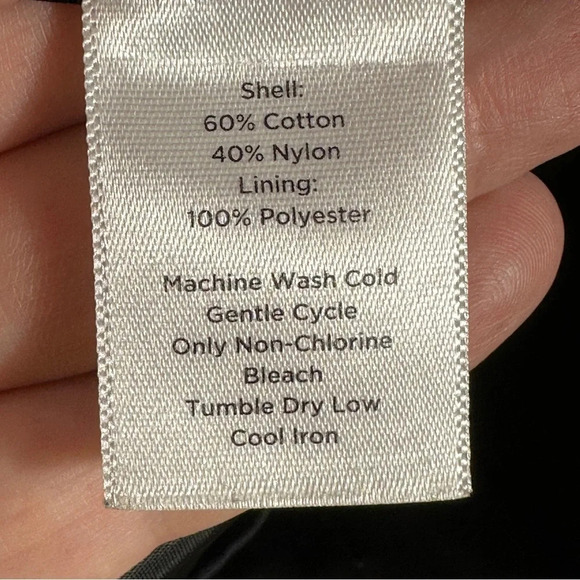 Shell:
60% Cotton
40% Nylon
Lining:
100% Polyester
Machine Wash Cold
Gentle Cycle
Only Non-Chlorine
Bleach
Tumble Dry Low
Cool Iron